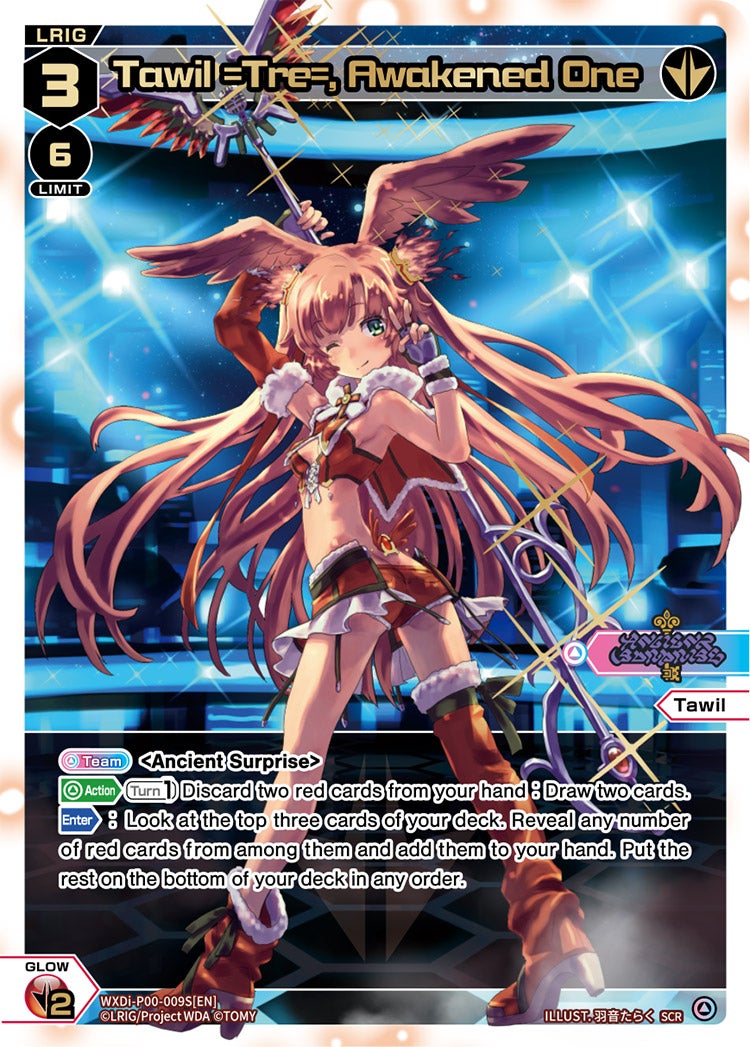 LRIG
3
Tawil =Tre=, Awakened One
6
LIMIT
Tawil
Team <Ancient Surprise>
Action Turn 1 Discard two red cards from your hand : Draw two cards.
Enter : Look at the top three cards of your deck. Reveal any number
of red cards from among them and add them to your hand. Put the
rest on the bottom of your deck in any order.
GLOW
2
WXDi-P00-009S[EN]
©LRIG/Project WDA ©TOMY
ILLUST. 羽音たらく SCR